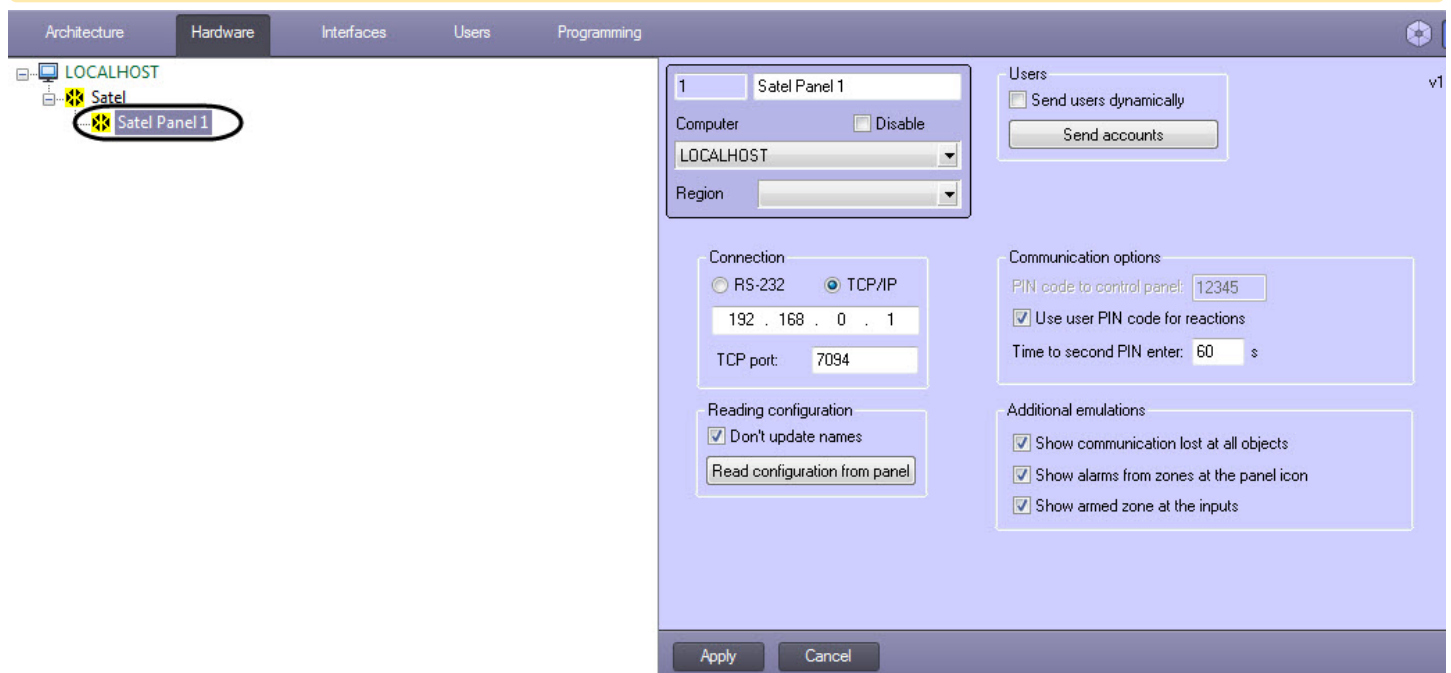 Architecture Hardware Interfaces Users Programming
LOCALHOST
Satel
Satel Panel 1
1 Satel Panel 1
Computer Disable
LOCALHOST
Region
Users
Send users dynamically
Send accounts
v1
Connection
RS-232 TCP/IP
192 . 168 . 0 . 1
TCP port: 7094
Communication options
PIN code to control panel: 12345
Use user PIN code for reactions
Time to second PIN enter: 60 s
Reading configuration
Don't update names
Read configuration from panel
Additional emulations
Show communication lost at all objects
Show alarms from zones at the panel icon
Show armed zone at the inputs
Apply Cancel